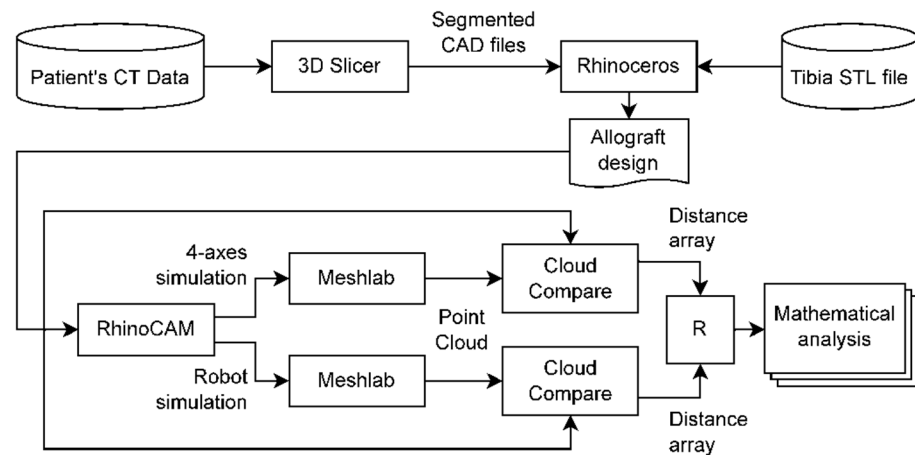 Segmented
CAD files
Patient's CT Data
3D Slicer
Rhinoceros
Tibia STL file
Allograft
design
Distance
array
4-axes
simulation
Meshlab
Cloud
Compare
RhinoCAM
Point
Cloud
R
Mathematical
analysis
Robot
simulation
Meshlab
Cloud
Compare
Distance
array